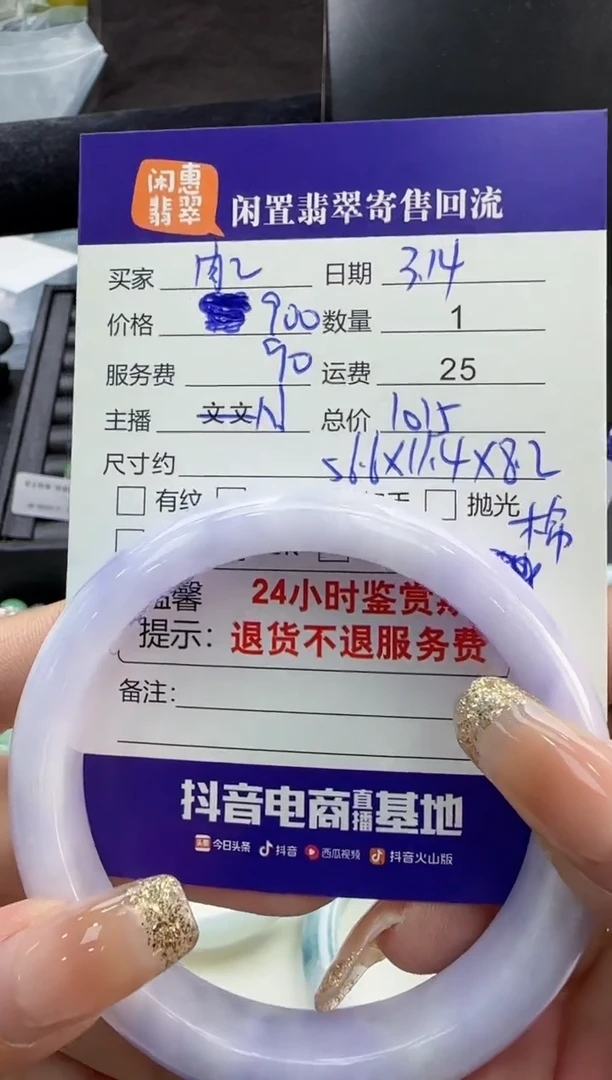 闲惠
翡翠
闲置翡翠寄售回流
买家 肉乙 日期 3.14
价格 900 数量 1
服务费 90 运费 25
主播 文文 总价 1015
尺寸约 56.6X11.4X8.2
有纹 抛光
棉
温馨 24小时鉴赏期
提示: 退货不退服务费
备注:
抖音电商直播基地
头条 今日头条 抖音 西瓜视频 抖音火山版